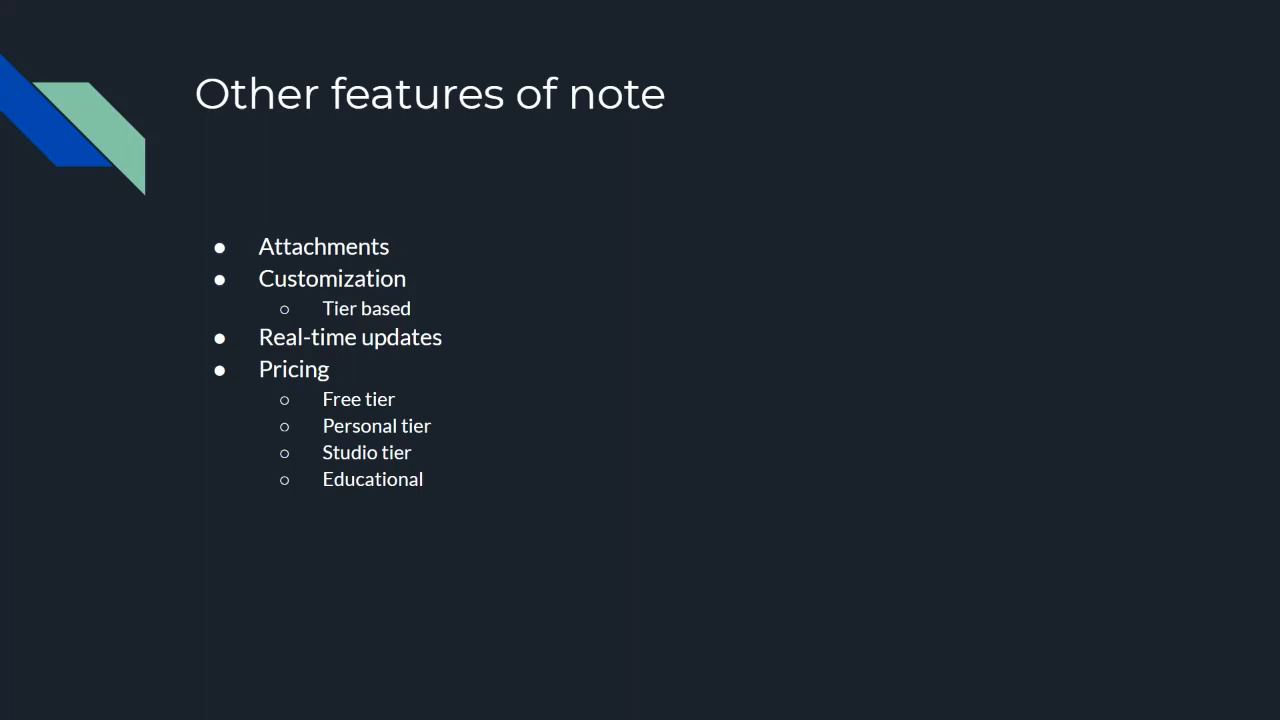 Other features of note
● Attachments
● Customization
○ Tier based
● Real-time updates
● Pricing
○ Free tier
○ Personal tier
○ Studio tier
○ Educational